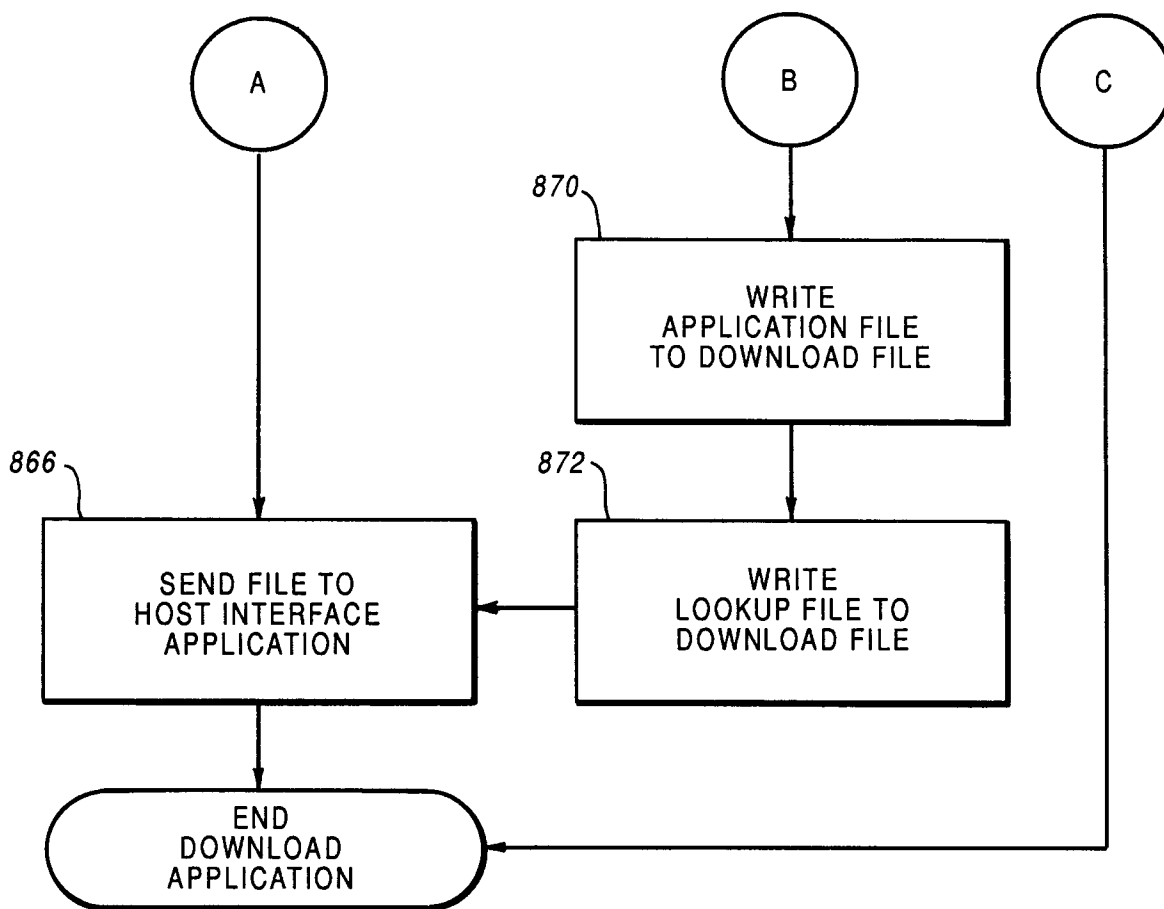 A
B
C
870
WRITE
APPLICATION FILE
TO DOWNLOAD FILE
866
SEND FILE TO
HOST INTERFACE
APPLICATION
872
WRITE
LOOKUP FILE TO
DOWNLOAD FILE
END
DOWNLOAD
APPLICATION